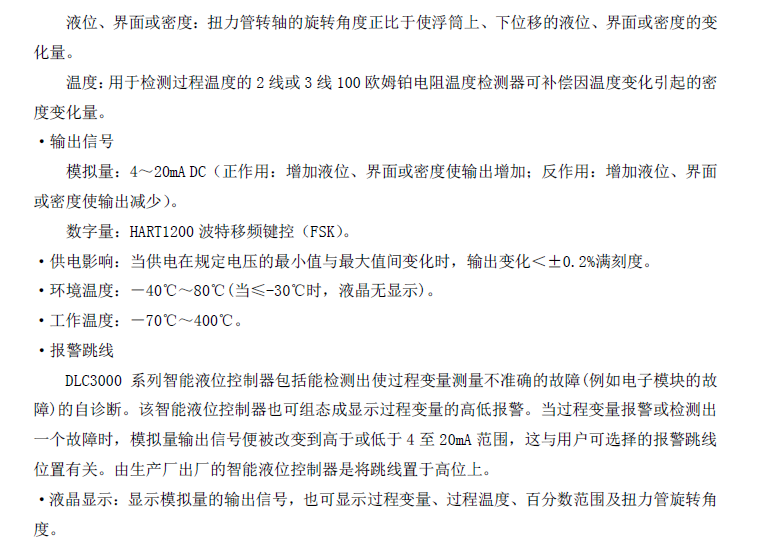 液位、界面或密度：扭力管转轴的旋转角度正比于使浮筒上、下位移的液位、界面或密度的变
化量。
温度：用于检测过程温度的 2 线或 3 线 100 欧姆铂电阻温度检测器可补偿因温度变化引起的密
度变化量。
·输出信号
模拟量：4～20mA DC（正作用：增加液位、界面或密度使输出增加；反作用：增加液位、界面
或密度使输出减少）。
数字量：HART1200 波特移频键控（FSK）。
·供电影响：当供电在规定电压的最小值与最大值间变化时，输出变化＜±0.2%满刻度。
·环境温度：－40℃～80℃(当≤-30℃时，液晶无显示)。
·工作温度：－70℃～400℃。
·报警跳线
DLC3000 系列智能液位控制器包括能检测出使过程变量测量不准确的故障(例如电子模块的故
障)的自诊断。该智能液位控制器也可组态成显示过程变量的高低报警。当过程变量报警或检测出
一个故障时，模拟量输出信号便被改变到高于或低于 4 至 20mA 范围，这与用户可选择的报警跳线
位置有关。由生产厂出厂的智能液位控制器是将跳线置于高位上。
·液晶显示：显示模拟量的输出信号，也可显示过程变量、过程温度、百分数范围及扭力管旋转角
度。